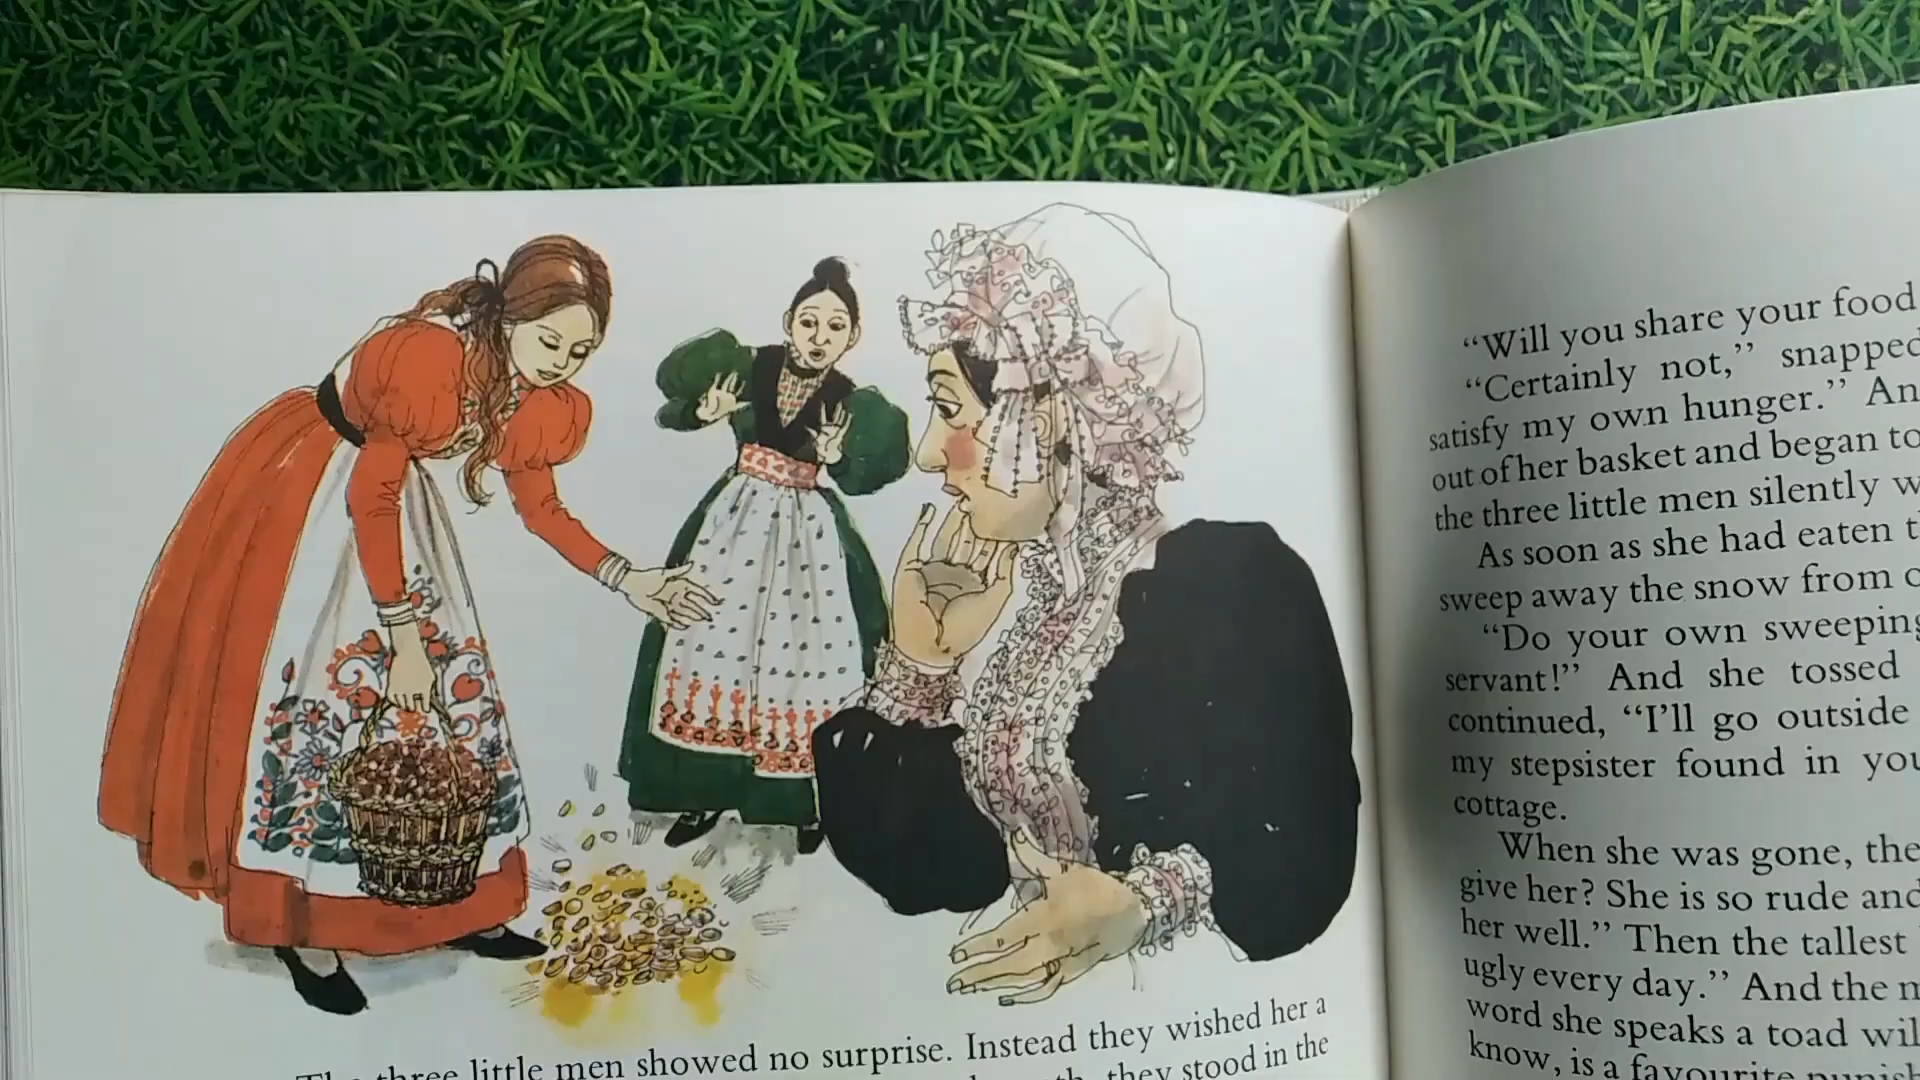 three little men showed no surprise. Instead they wished her a
they stood in the
“Will you share your food
“Certainly not,” snapped
satisfy my own hunger.” An
out of her basket and began to
the three little men silently w
As soon as she had eaten t
sweep away the snow from o
“Do your own sweeping
servant!” And she tossed
continued, “I’ll go outside
my stepsister found in you
cottage.
When she was gone, the
give her? She is so rude and
her well.” Then the tallest
ugly every day.” And the m
word she speaks a toad wil
know, is a favourite